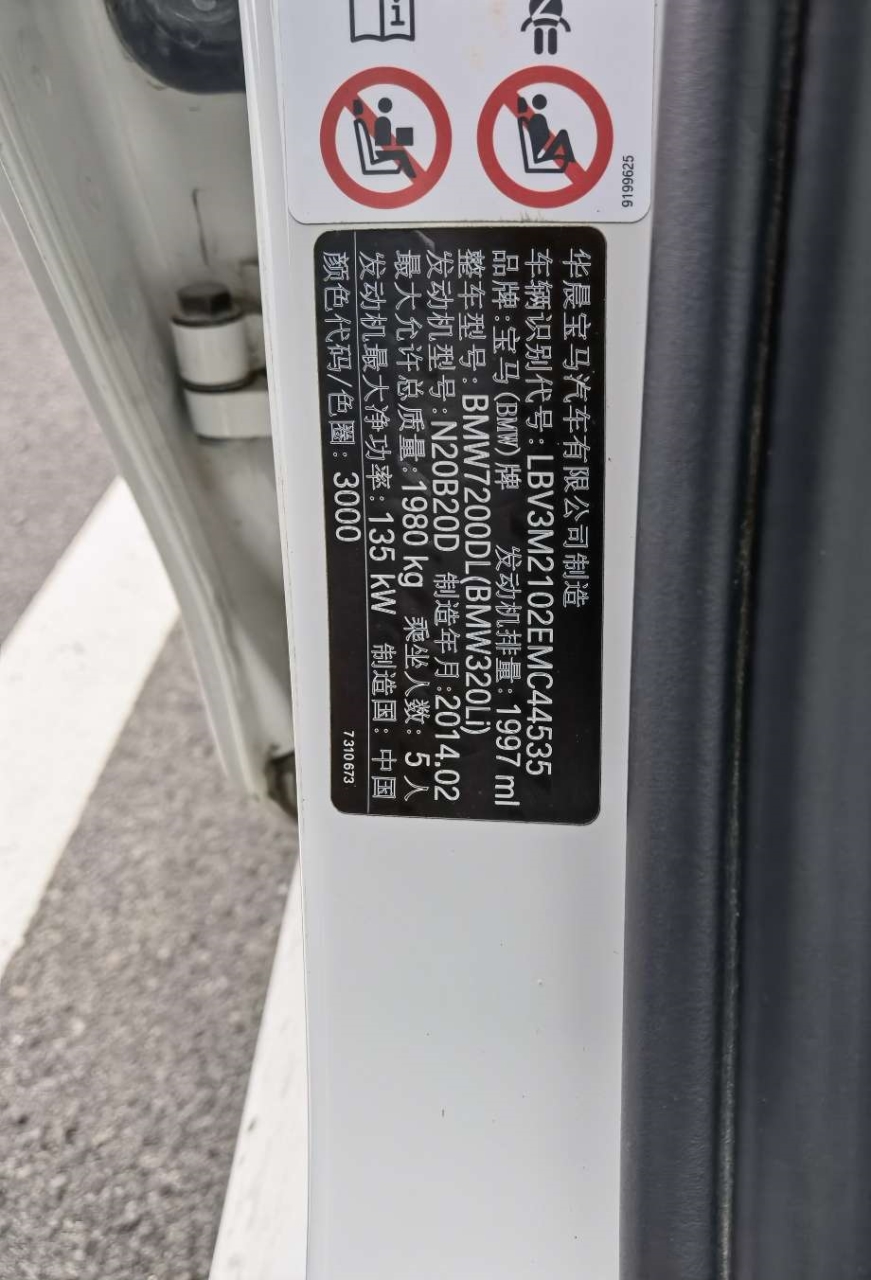 9199625
华晨宝马汽车有限公司制造
车辆识别代号: LBV3M2102EMC44535
品牌: 宝马(BMW)牌 发动机排量: 1997 ml
整车型号: BMW7200DL(BMW320Li)
发动机型号: N20B20D 制造年月: 2014.02
最大允许总质量: 1980 kg 乘坐人数: 5 人
发动机最大净功率: 135 kW 制造国: 中国
颜色代码/色圈: 3000
7310673